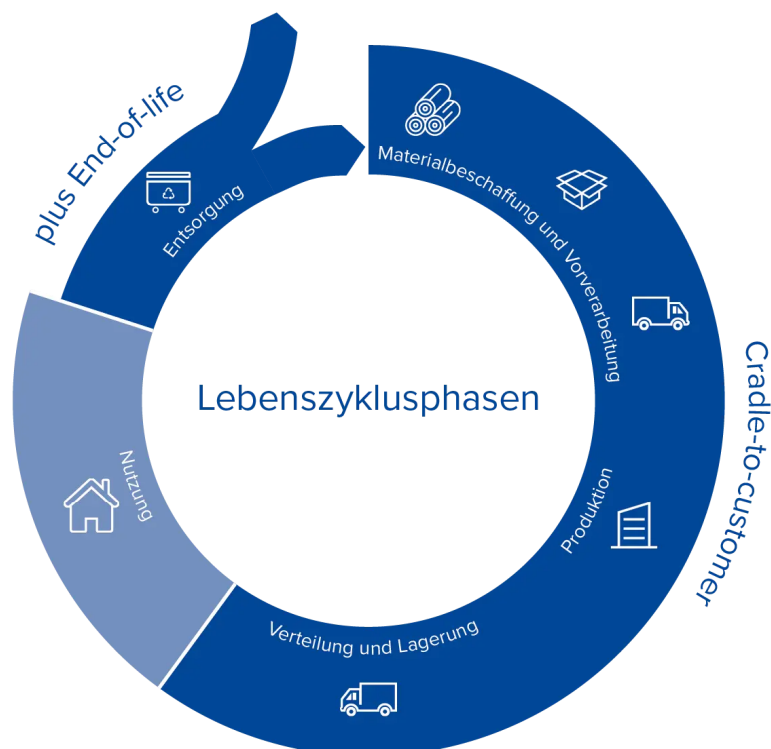 Lebenszyklusphasen
Materialbeschaffung und Vorverarbeitung
Produktion
Verteilung und Lagerung
Nutzung
Entsorgung
Cradle-to-customer
plus End-of-life